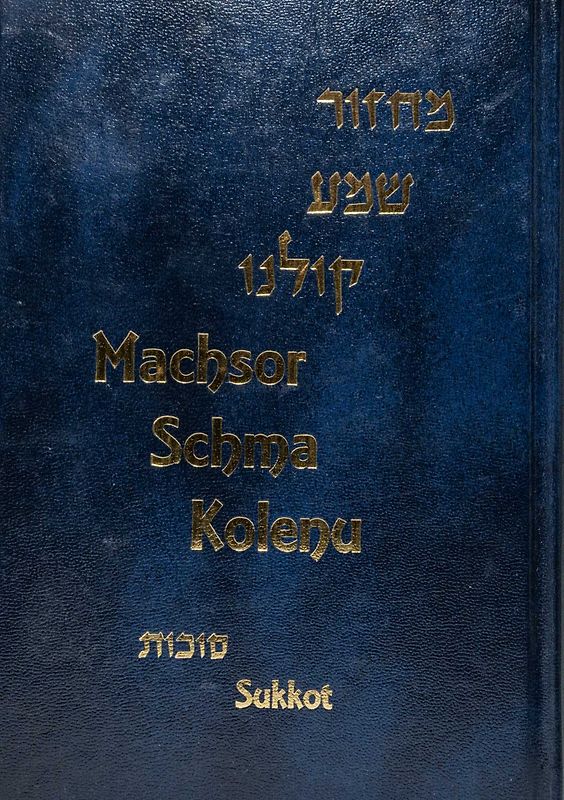 מחזור
שמע
קולנו
Machsor
Schma
Kolenu
סוכות
Sukkot